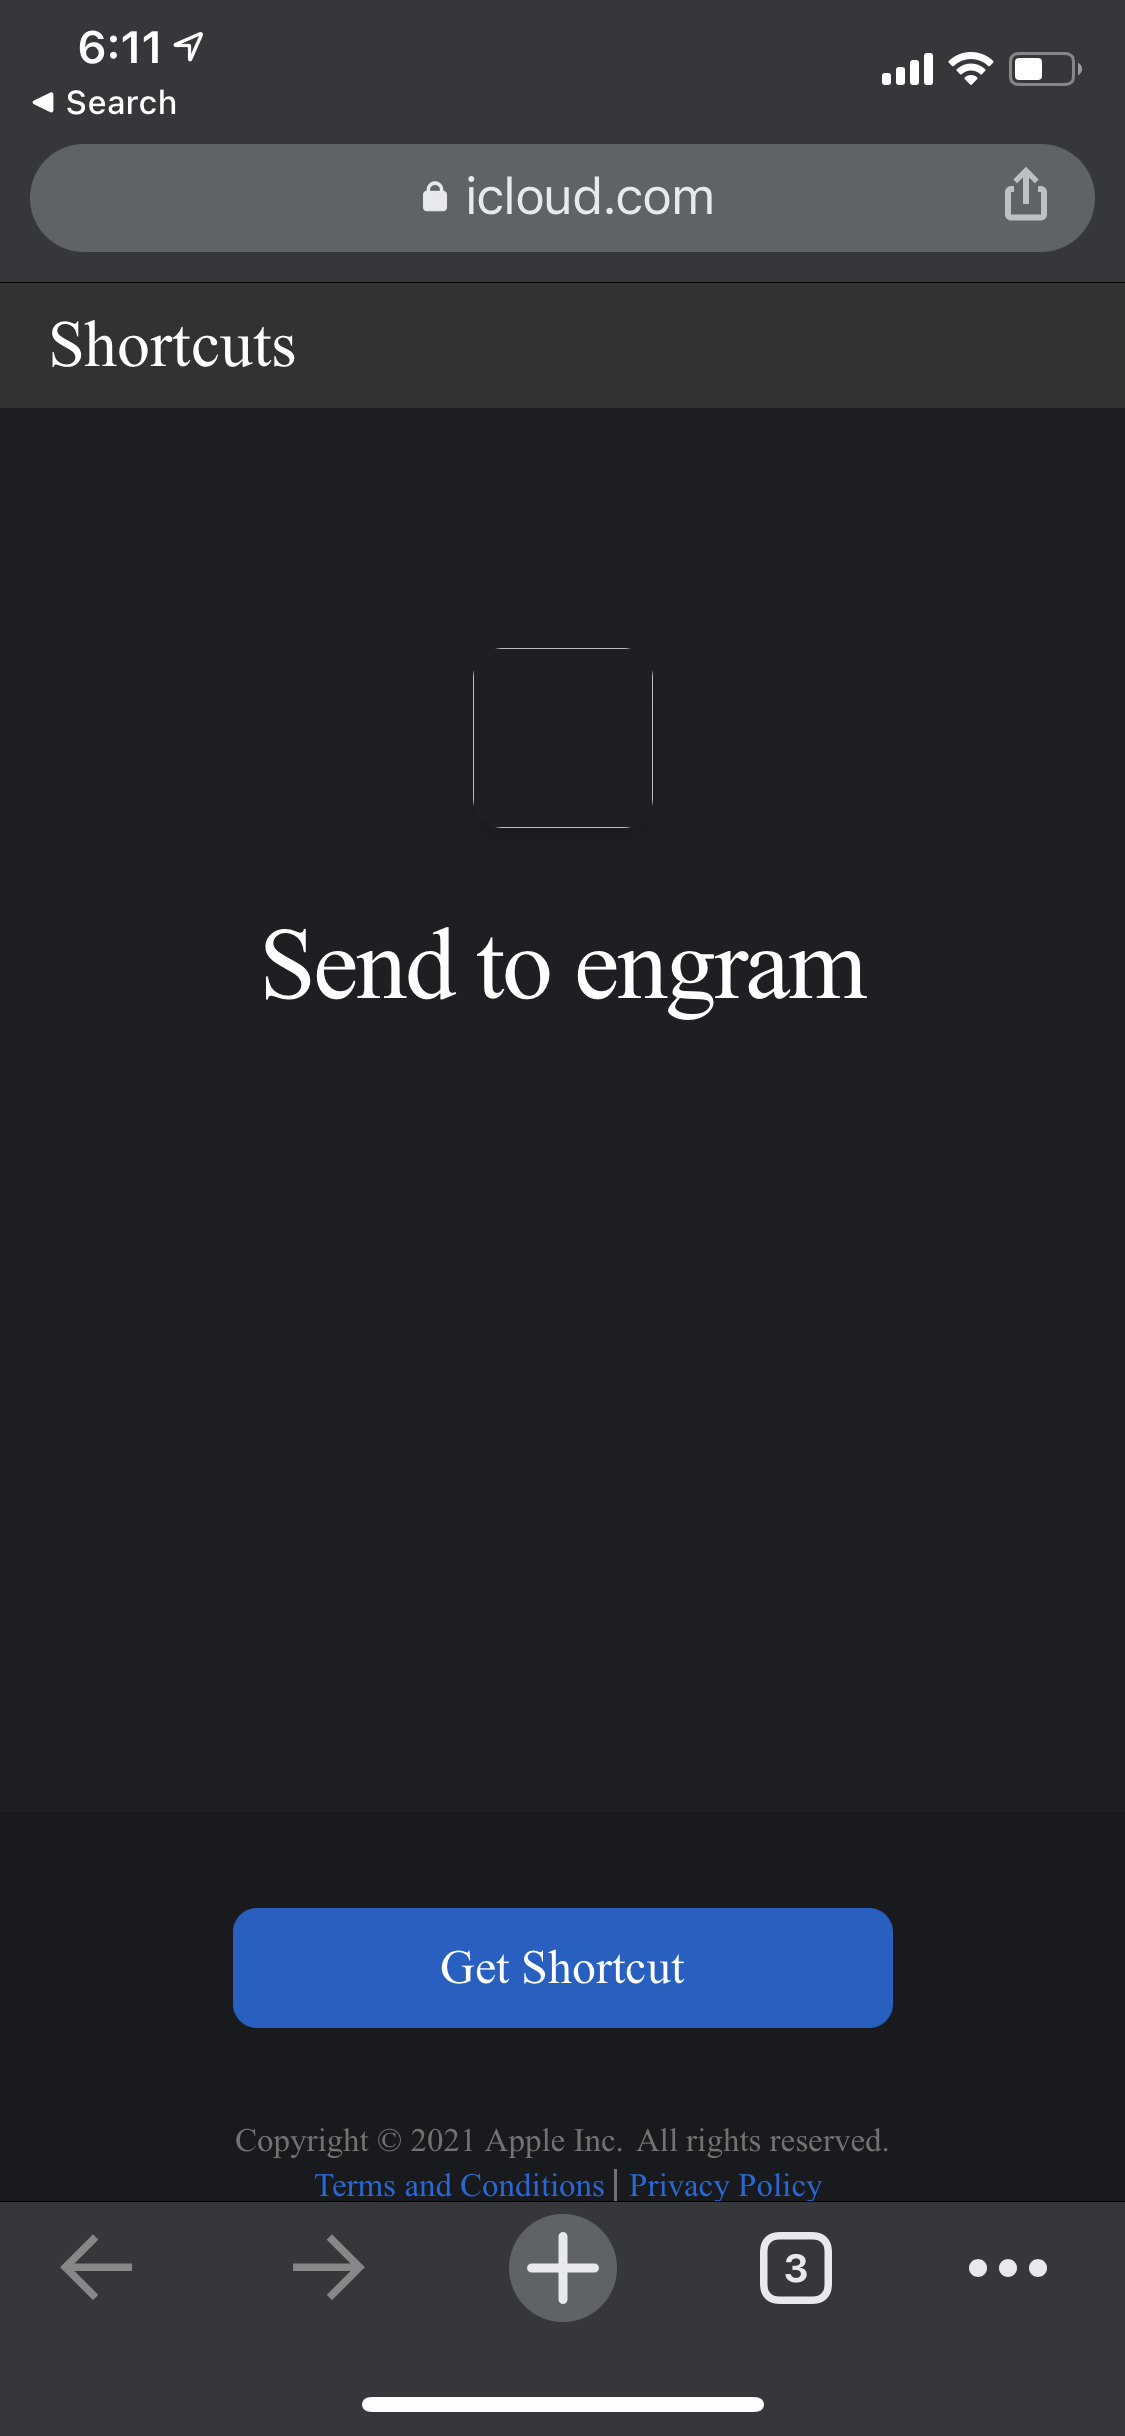 6:11
Search
icloud.com
Shortcuts
Send to engram
Get Shortcut
Copyright © 2021 Apple Inc. All rights reserved.
Terms and Conditions | Privacy Policy
3